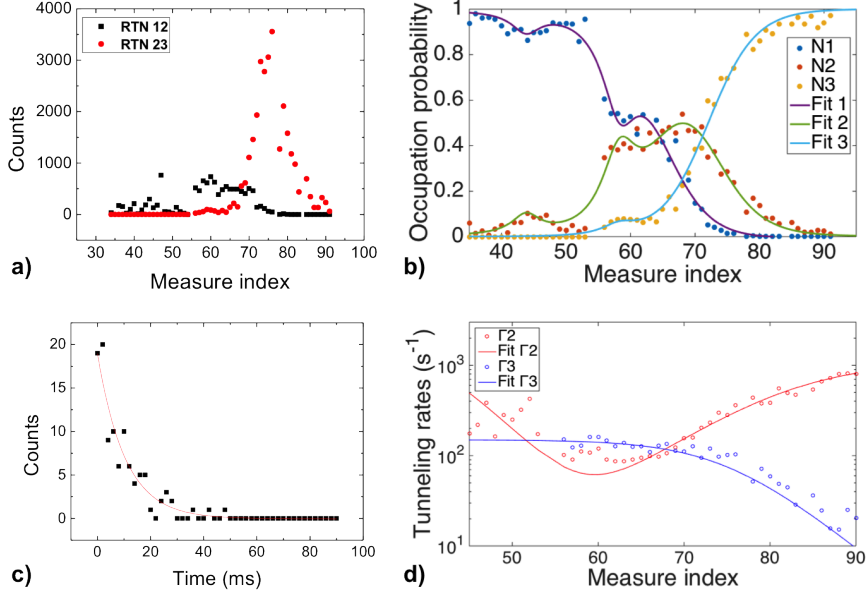 4000
3000
2000
1000
0
Counts
RTN 12
RTN 23
30 40 50 60 70 80 90 100
Measure index
a)
1
0.8
0.6
0.4
0.2
0
Occupation probability
N1
N2
N3
Fit 1
Fit 2
Fit 3
40 50 60 70 80 90
Measure index
b)
20
15
10
5
0
Counts
0 20 40 60 80 100
Time (ms)
c)
10³
10²
10¹
Tunneling rates (s⁻¹)
Γ2
Fit Γ2
Γ3
Fit Γ3
50 60 70 80 90
Measure index
d)